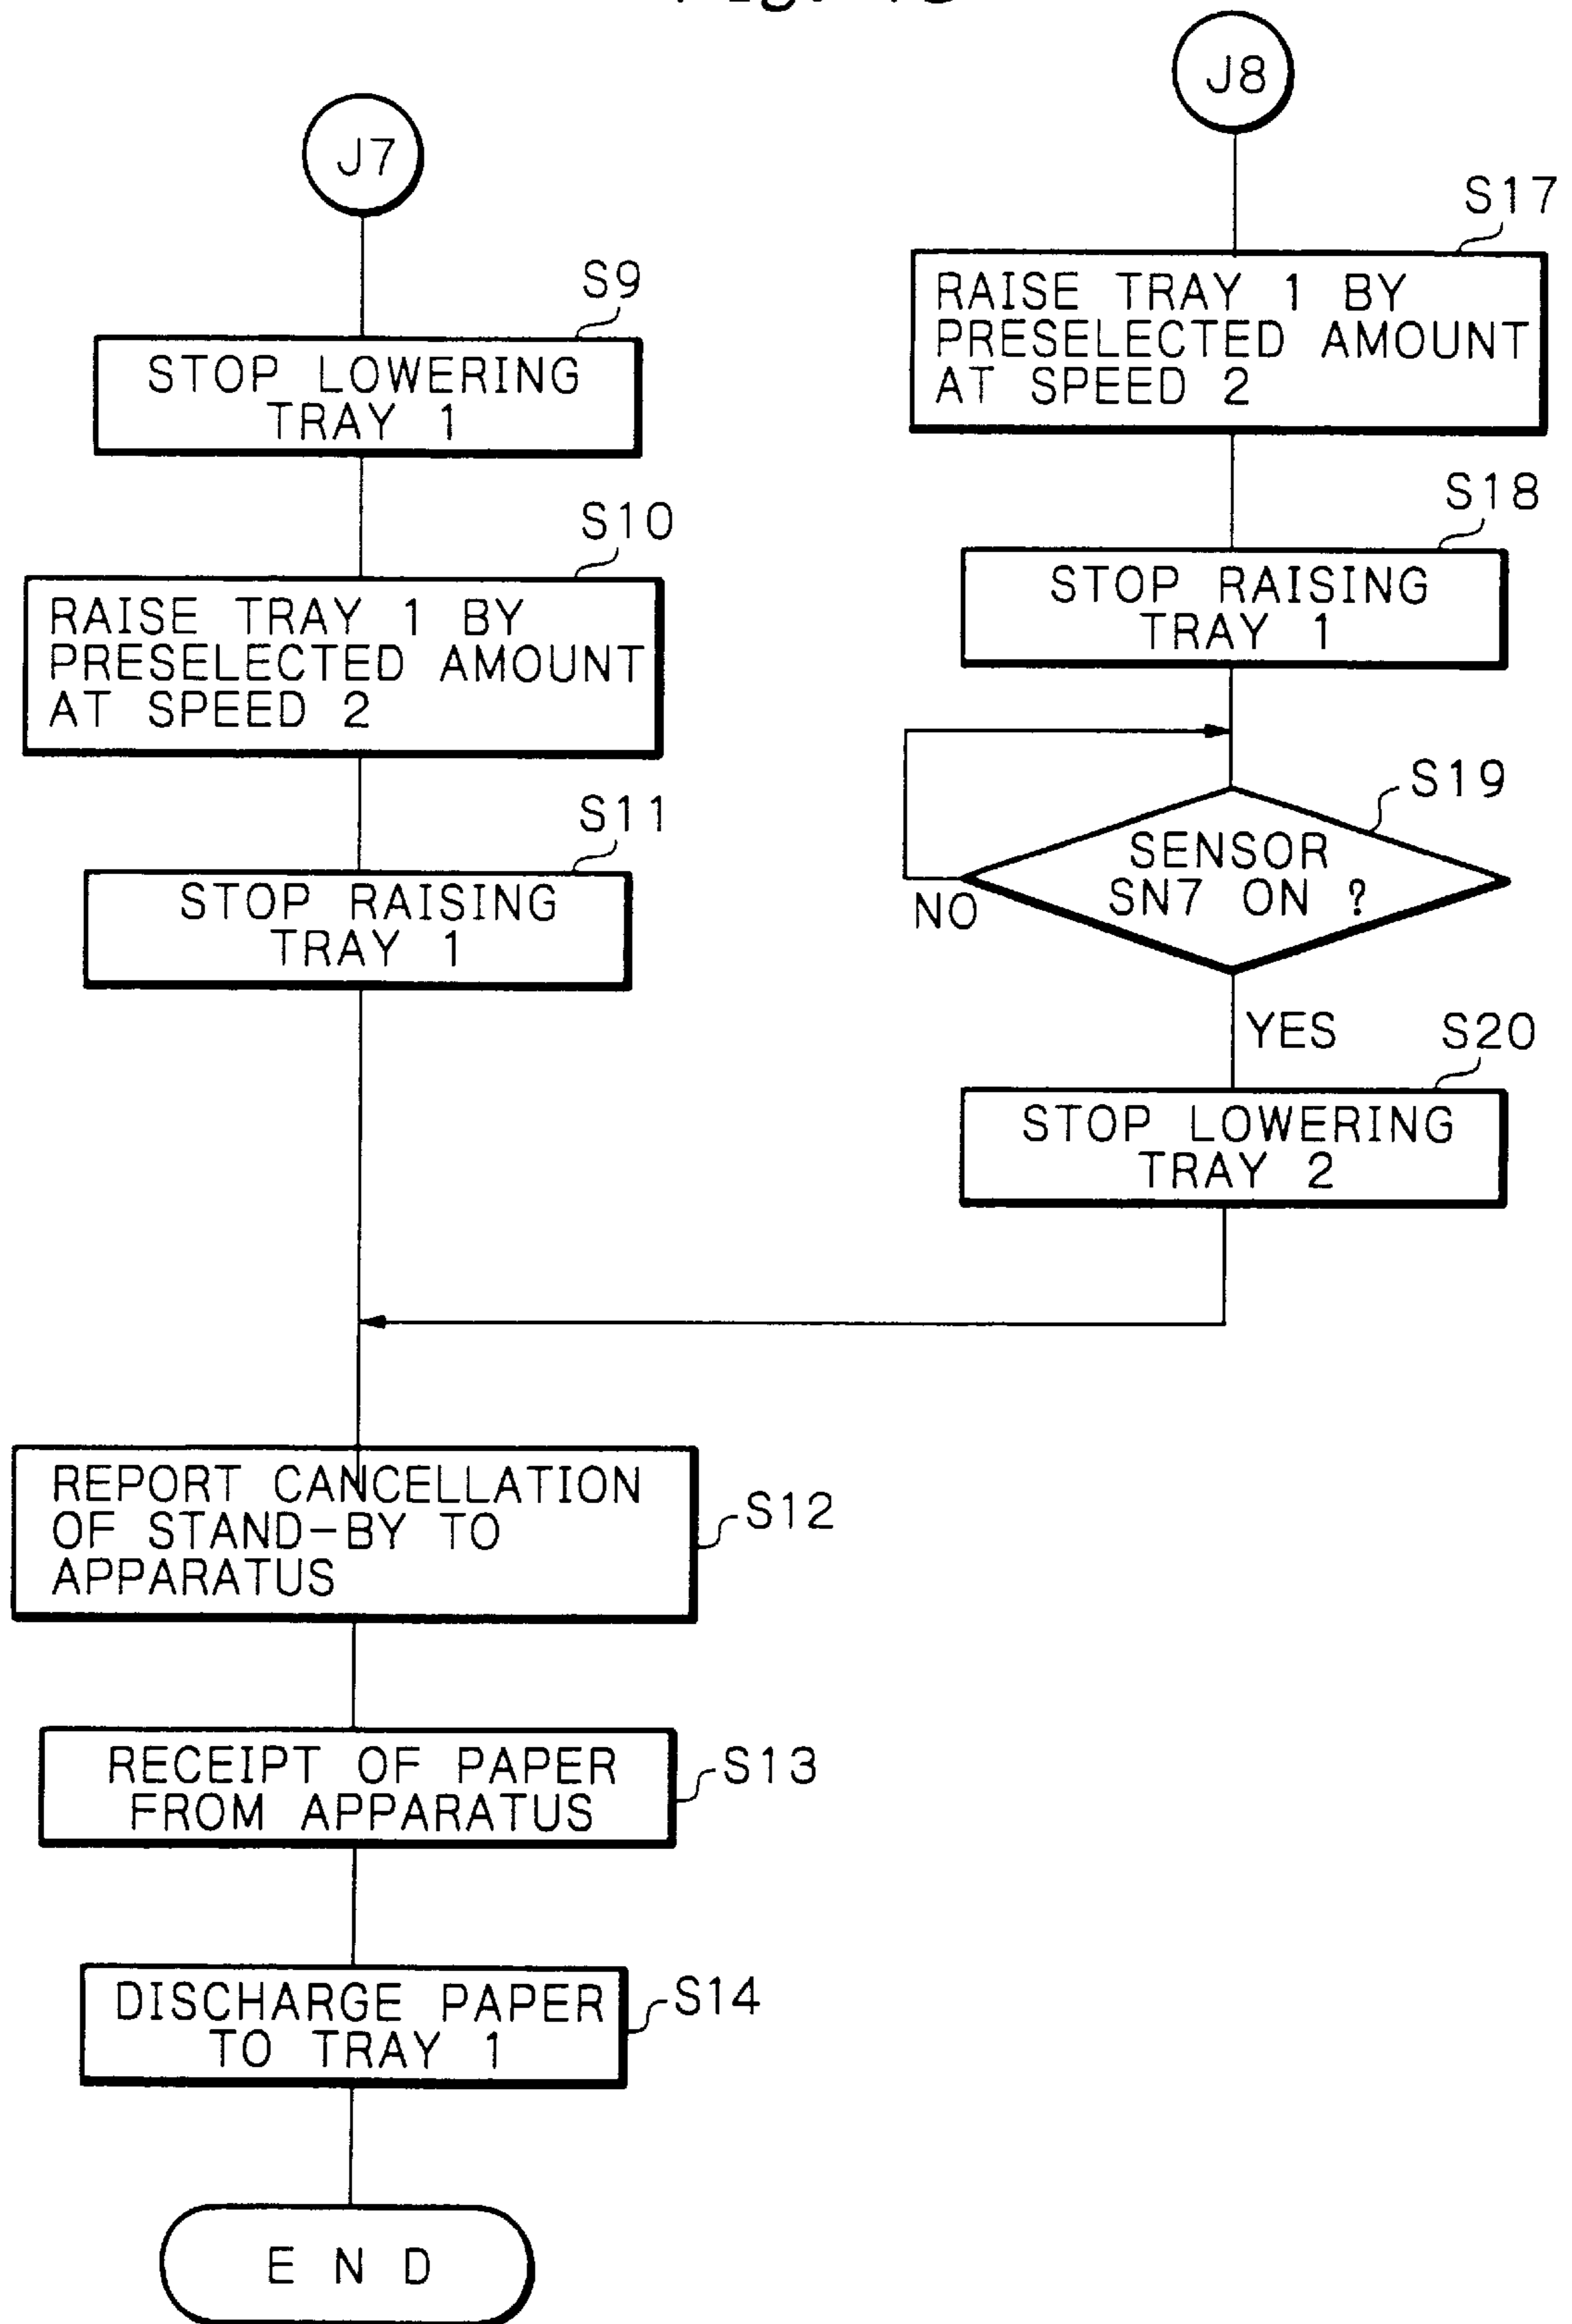 J7
S9
STOP LOWERING
TRAY 1
S10
RAISE TRAY 1 BY
PRESELECTED AMOUNT
AT SPEED 2
S11
STOP RAISING
TRAY 1
J8
S17
RAISE TRAY 1 BY
PRESELECTED AMOUNT
AT SPEED 2
S18
STOP RAISING
TRAY 1
S19
SENSOR
SN7 ON ?
NO
YES
S20
STOP LOWERING
TRAY 2
REPORT CANCELLATION
OF STAND-BY TO
APPARATUS
S12
RECEIPT OF PAPER
FROM APPARATUS
S13
DISCHARGE PAPER
TO TRAY 1
S14
END